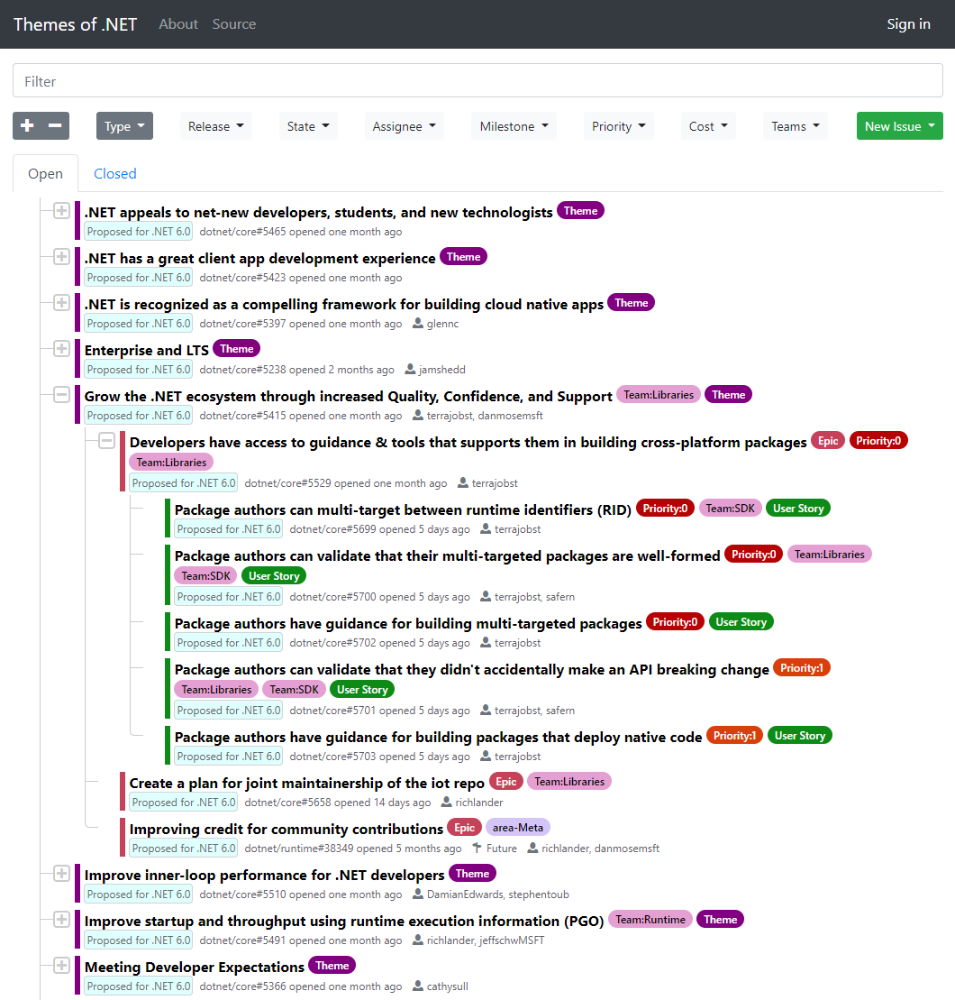 Themes of .NET About Source Sign in
Filter
Type Release State Assignee Milestone Priority Cost Teams New Issue
Open Closed
.NET appeals to net-new developers, students, and new technologists Theme
Proposed for .NET 6.0 dotnet/core#5465 opened one month ago
.NET has a great client app development experience Theme
Proposed for .NET 6.0 dotnet/core#5423 opened one month ago
.NET is recognized as a compelling framework for building cloud native apps Theme
Proposed for .NET 6.0 dotnet/core#5397 opened one month ago glennc
Enterprise and LTS Theme
Proposed for .NET 6.0 dotnet/core#5238 opened 2 months ago jamshedd
Grow the .NET ecosystem through increased Quality, Confidence, and Support Team:Libraries Theme
Proposed for .NET 6.0 dotnet/core#5415 opened one month ago terrajobst, danmosemsft
Developers have access to guidance & tools that supports them in building cross-platform packages Epic Priority:0
Team:Libraries
Proposed for .NET 6.0 dotnet/core#5529 opened one month ago terrajobst
Package authors can multi-target between runtime identifiers (RID) Priority:0 Team:SDK User Story
Proposed for .NET 6.0 dotnet/core#5699 opened 5 days ago terrajobst
Package authors can validate that their multi-targeted packages are well-formed Priority:0 Team:Libraries
Team:SDK User Story
Proposed for .NET 6.0 dotnet/core#5700 opened 5 days ago terrajobst, safern
Package authors have guidance for building multi-targeted packages Priority:0 User Story
Proposed for .NET 6.0 dotnet/core#5702 opened 5 days ago terrajobst
Package authors can validate that they didn't accidentally make an API breaking change Priority:1
Team:Libraries Team:SDK User Story
Proposed for .NET 6.0 dotnet/core#5701 opened 5 days ago terrajobst, safern
Package authors have guidance for building packages that deploy native code Priority:1 User Story
Proposed for .NET 6.0 dotnet/core#5703 opened 5 days ago terrajobst
Create a plan for joint maintainership of the iot repo Epic Team:Libraries
Proposed for .NET 6.0 dotnet/core#5658 opened 14 days ago richlander
Improving credit for community contributions Epic area-Meta
Proposed for .NET 6.0 dotnet/runtime#38349 opened 5 months ago Future richlander, danmosemsft
Improve inner-loop performance for .NET developers Theme
Proposed for .NET 6.0 dotnet/core#5510 opened one month ago DamianEdwards, stephentoub
Improve startup and throughput using runtime execution information (PGO) Team:Runtime Theme
Proposed for .NET 6.0 dotnet/core#5491 opened one month ago richlander, jeffschwMSFT
Meeting Developer Expectations Theme
Proposed for .NET 6.0 dotnet/core#5366 opened one month ago cathysull